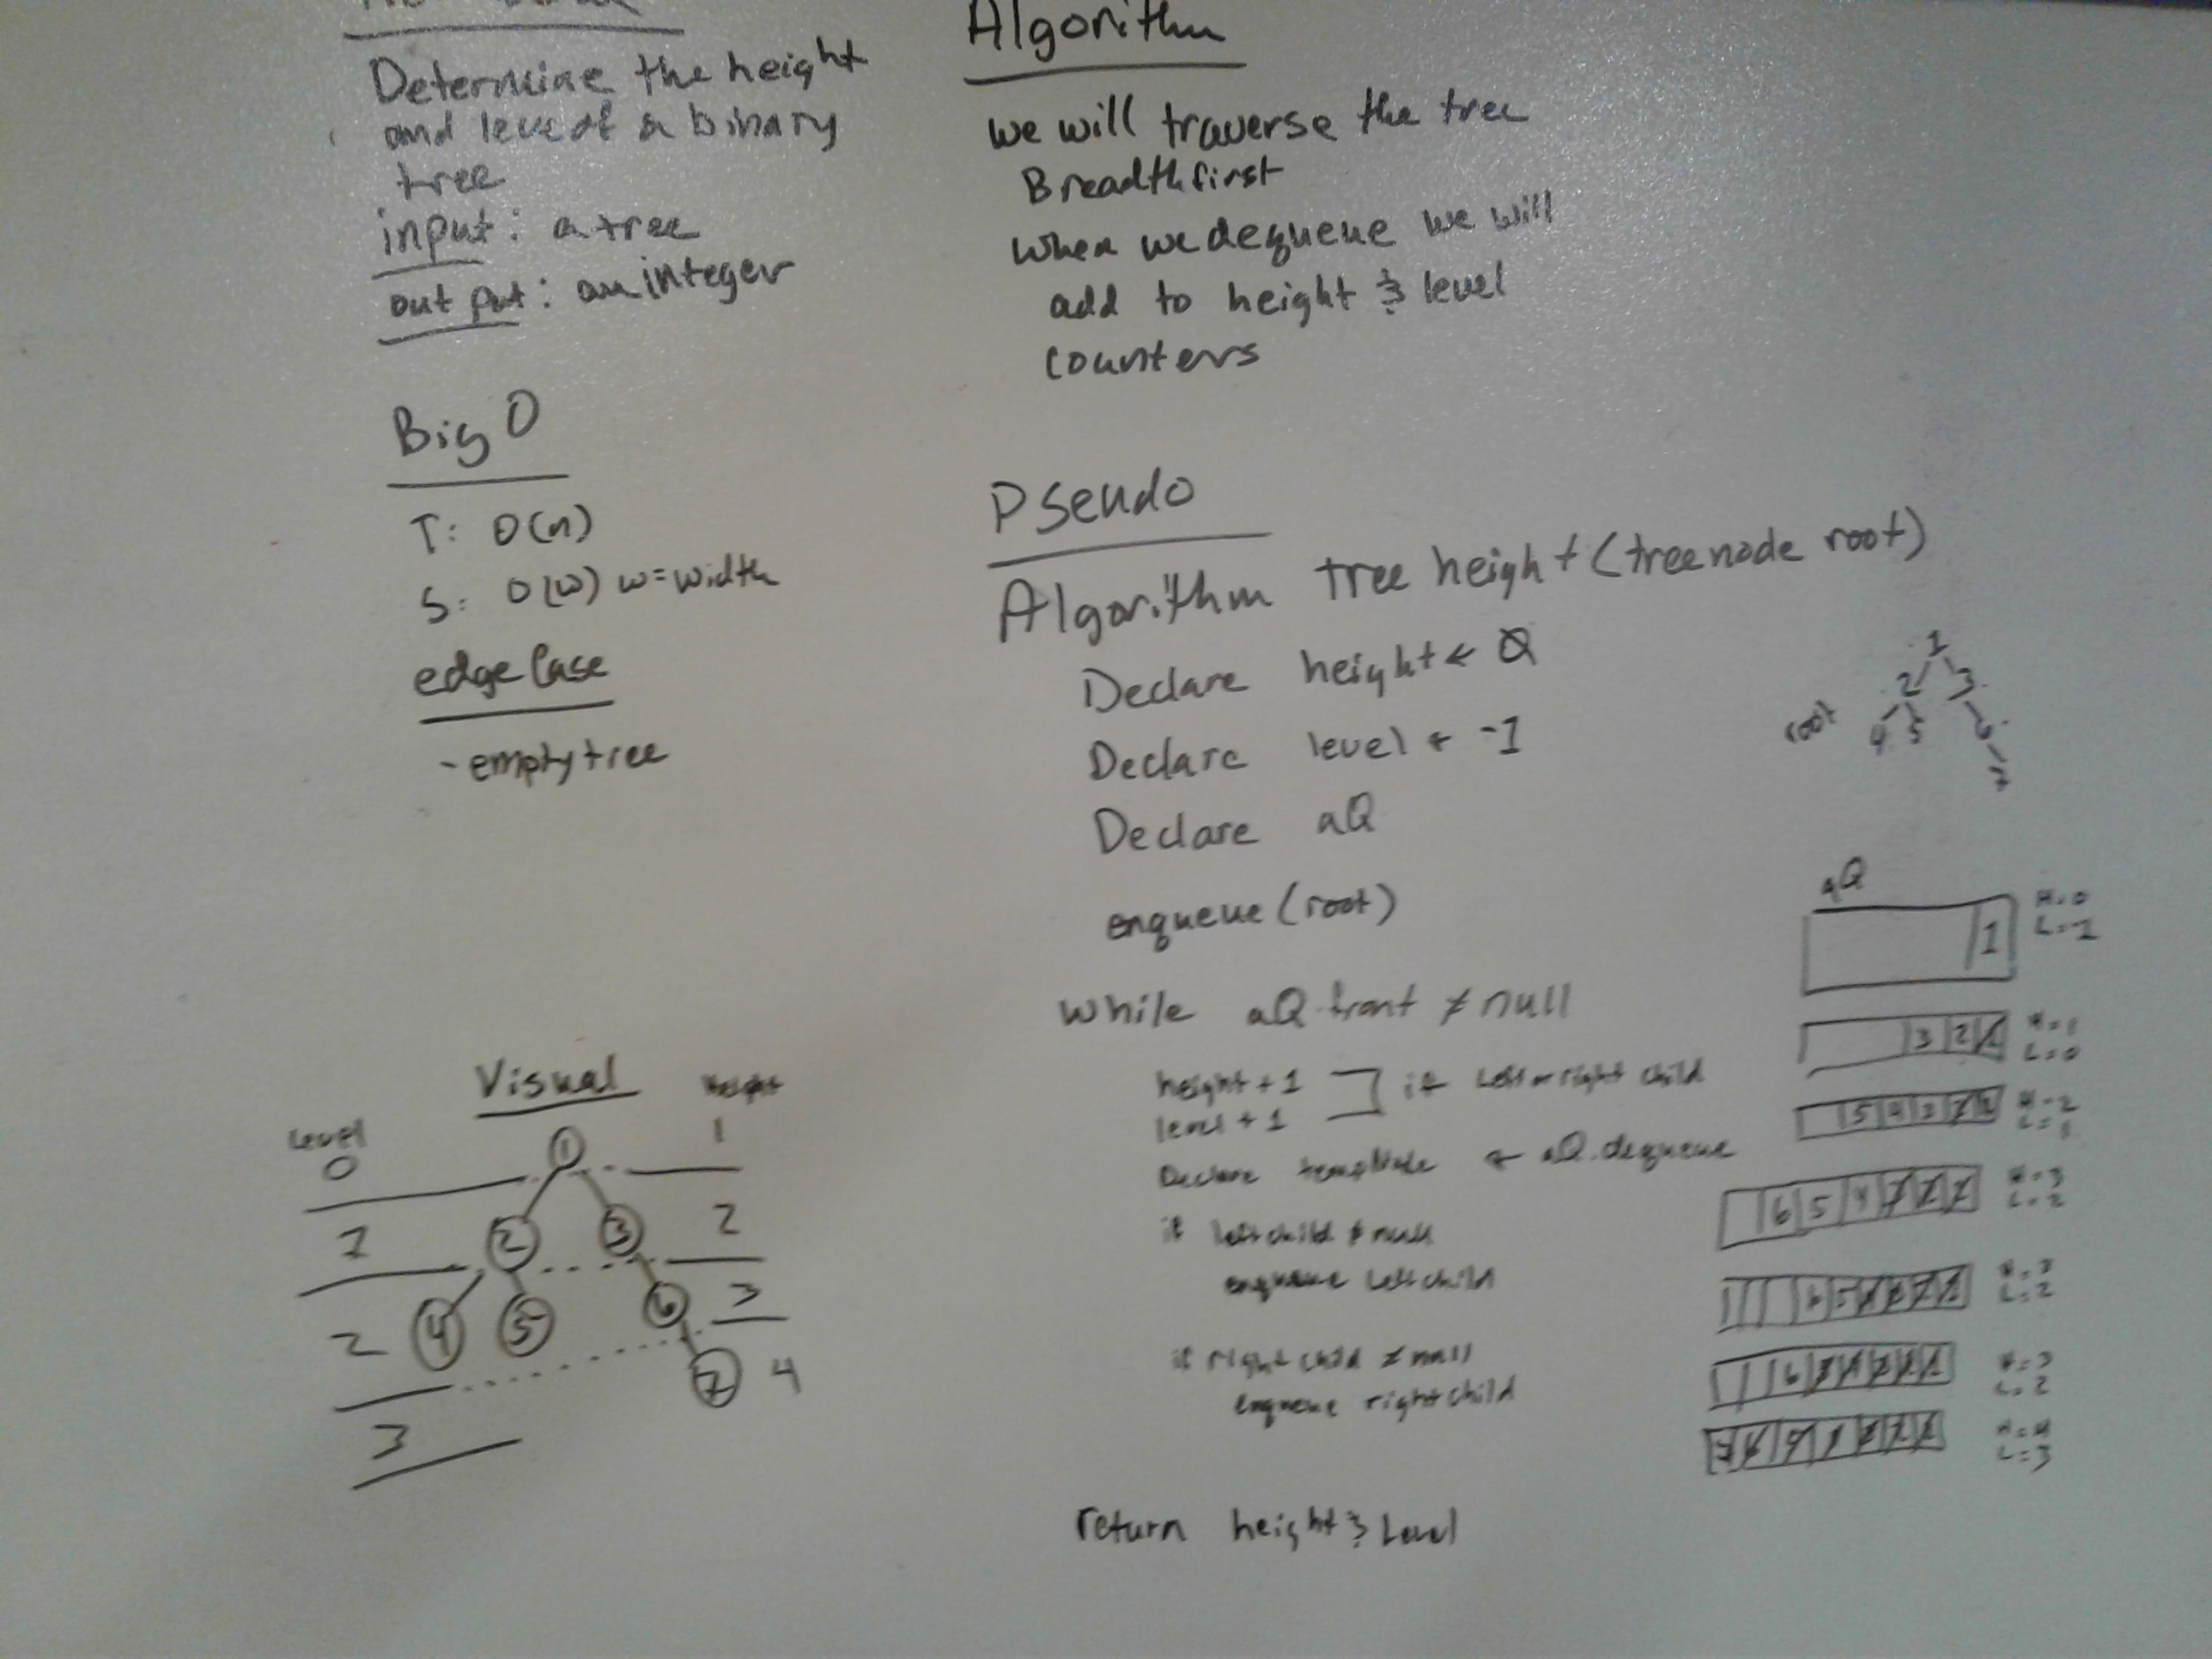 Determine the height
and level of a binary
tree
input: a tree
output: an integer
Big O
T: O(n)
S: O(w) w=width
edge Case
- empty tree
Visual
Level
Height
0
1
1
2
2
3
3
4
1
2
3
4
5
6
7
Algorithm
we will traverse the tree
Breadth first
when we dequeue we will
add to height & level
counters
Pseudo
Algorithm tree height (treenode root)
Declare height ← 0
Declare level ← -1
Declare aQ
enqueue (root)
while aQ.front ≠ null
height + 1
level + 1
if left or right child
Declare tempNode ← aQ.dequeue
if left child ≠ null
enqueue left child
if right child ≠ null
enqueue right child
return height & Level
root
1
2 3
4 5 6
7
aQ
1
H=0
L=-1
3 2 1
H=1
L=0
5 4 3 2 1
H=2
L=1
6 5 4 3 2 1
H=3
L=2
6 5 4 3 2 1
H=3
L=2
6 5 4 3 2 1
H=3
L=2
7 6 5 4 3 2 1
H=4
L=3